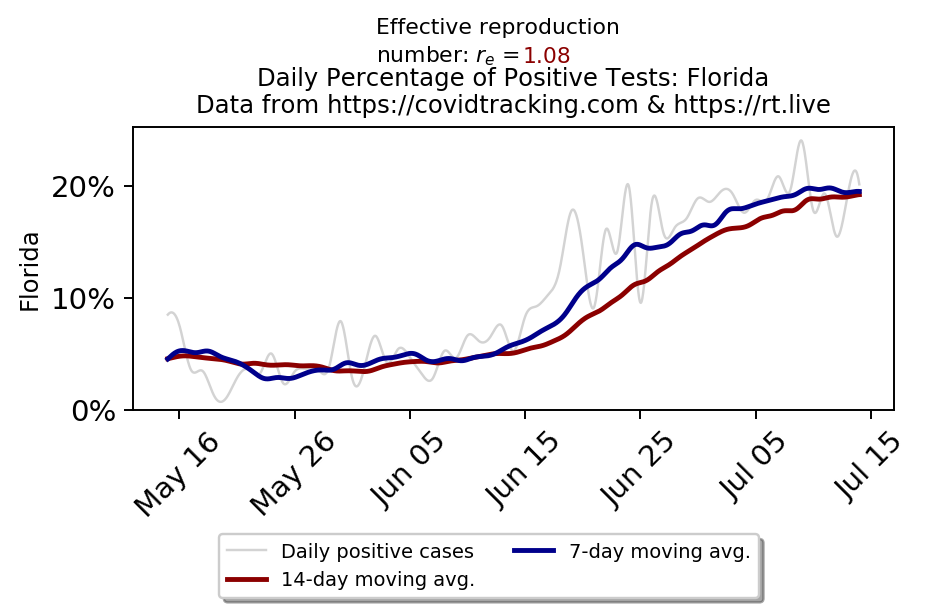 Effective reproduction
number: rₑ =1.08
Daily Percentage of Positive Tests: Florida
Data from https://covidtracking.com & https://rt.live
Florida
20%
10%
0%
May 16
May 26
Jun 05
Jun 15
Jun 25
Jul 05
Jul 15
Daily positive cases
14-day moving avg.
7-day moving avg.